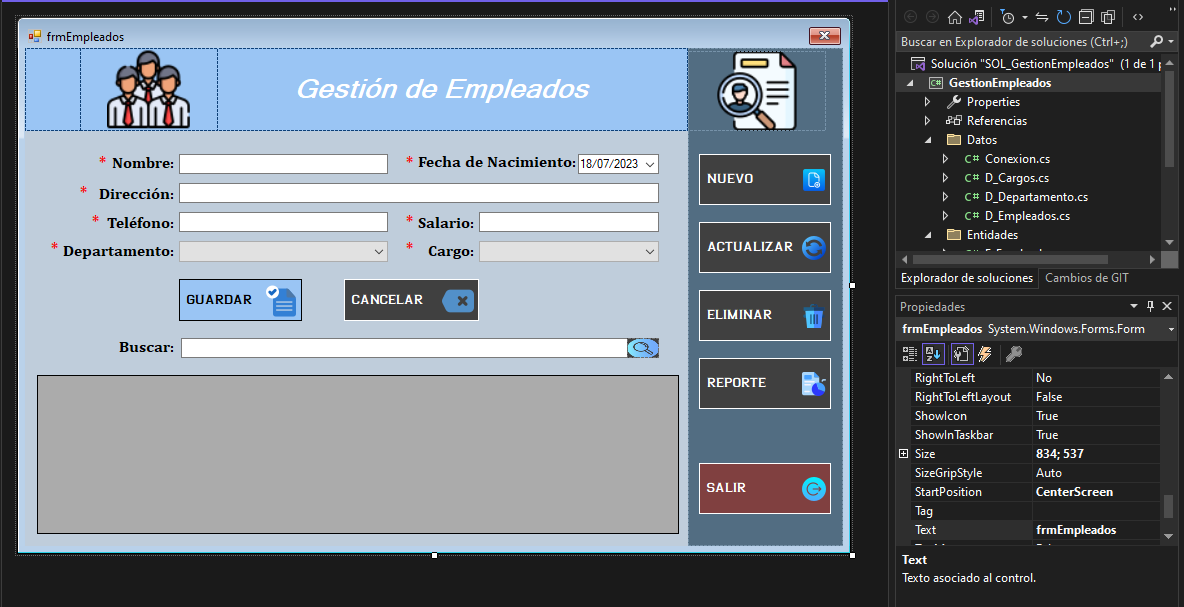 frmEmpleados
Gestión de Empleados
* Nombre:
* Fecha de Nacimiento: 18/07/2023
* Dirección:
* Teléfono:
* Salario:
* Departamento:
* Cargo:
GUARDAR
CANCELAR
Buscar:
NUEVO
ACTUALIZAR
ELIMINAR
REPORTE
SALIR
Buscar en Explorador de soluciones (Ctrl+;)
Solución "SOL_GestionEmpleados" (1 de 1 p
C# GestionEmpleados
Properties
Referencias
Datos
C# Conexion.cs
C# D_Cargos.cs
C# D_Departamento.cs
C# D_Empleados.cs
Entidades
Explorador de soluciones Cambios de GIT
Propiedades
frmEmpleados System.Windows.Forms.Form
RightToLeft No
RightToLeftLayout False
ShowIcon True
ShowInTaskbar True
Size 834; 537
SizeGripStyle Auto
StartPosition CenterScreen
Tag
Text frmEmpleados
Text
Texto asociado al control.